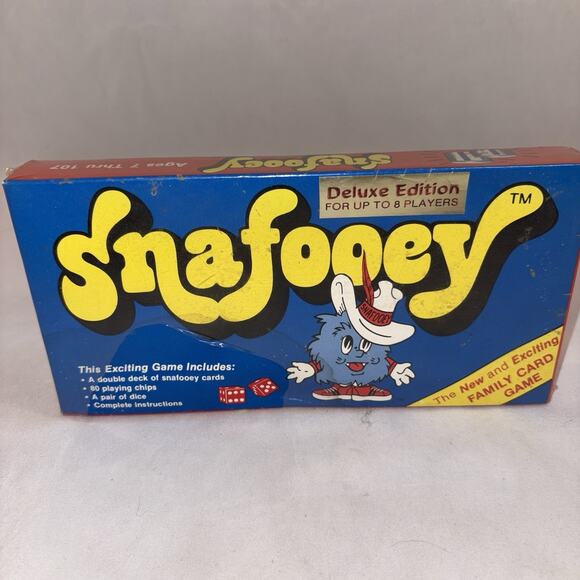 Ages 7 Thru 107
Snafooey
Deluxe Edition
FOR UP TO 8 PLAYERS
Snafooey™
SNAFOOEY
This Exciting Game Includes:
• A double deck of snafooey cards
• 80 playing chips
• A pair of dice
• Complete instructions
The New and Exciting
FAMILY CARD
GAME